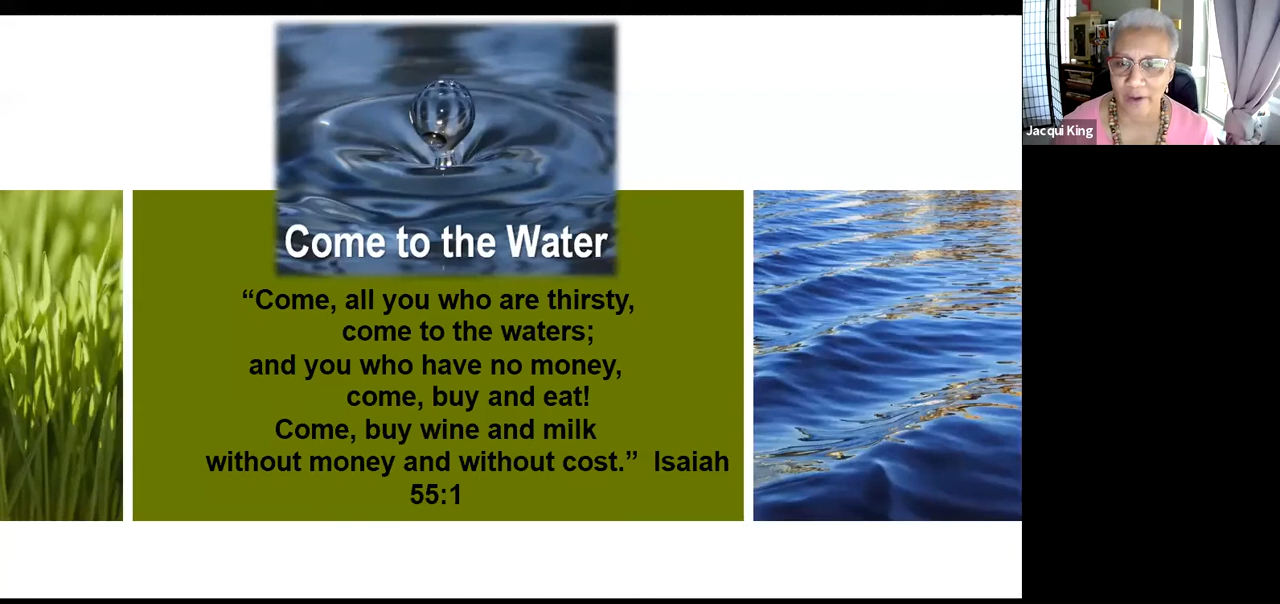 Come to the Water
“Come, all you who are thirsty,
come to the waters;
and you who have no money,
come, buy and eat!
Come, buy wine and milk
without money and without cost.”  Isaiah
55:1
Jacqui King